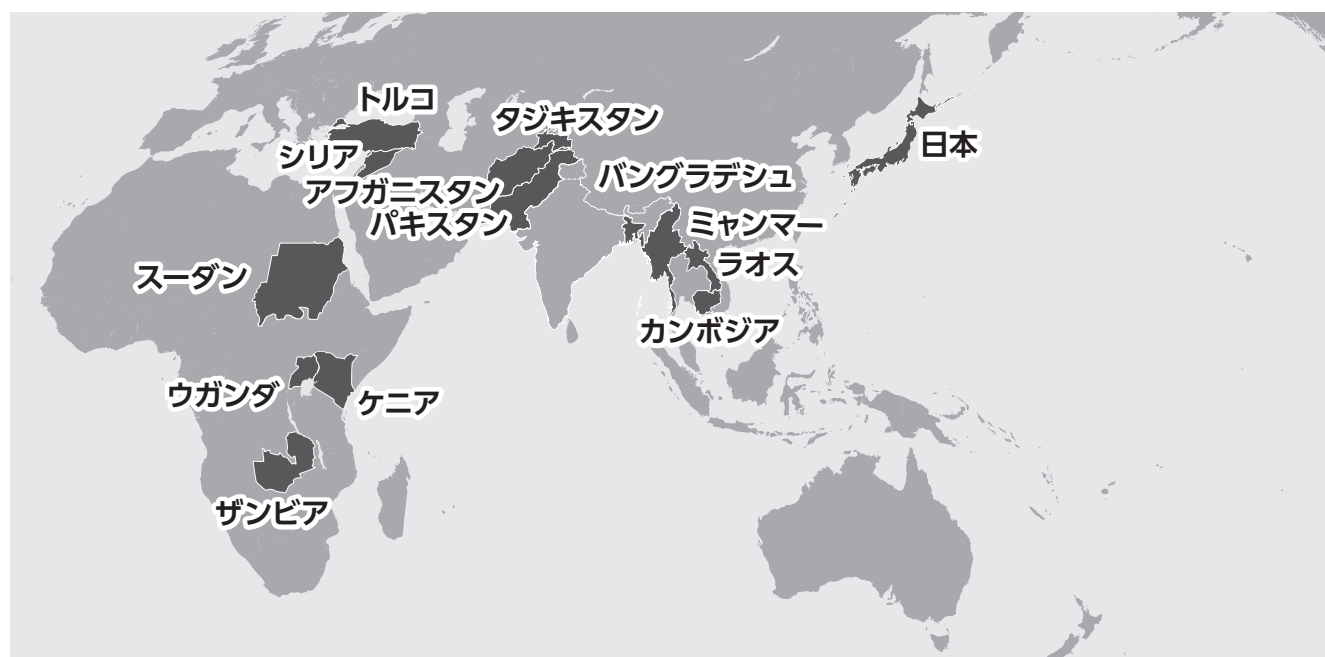 トルコ
タジキスタン
日本
シリア
バングラデシュ
アフガニスタン
パキスタン
ミャンマー
ラオス
スーダン
カンボジア
ウガンダ
ケニア
ザンビア